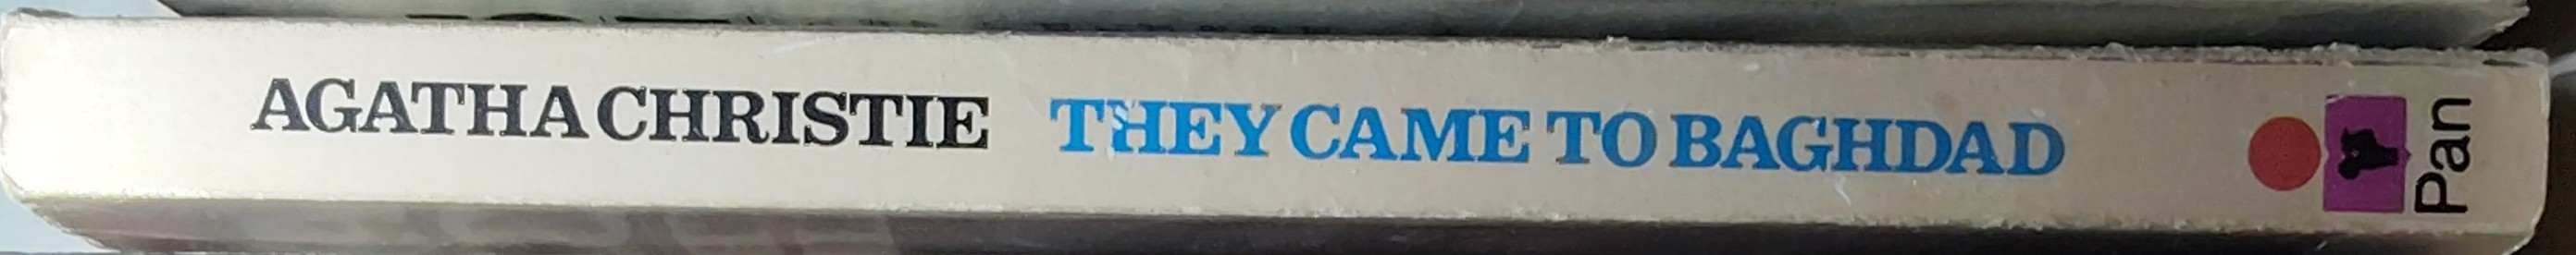 AGATHA CHRISTIE THEY CAME TO BAGHDAD
Pan